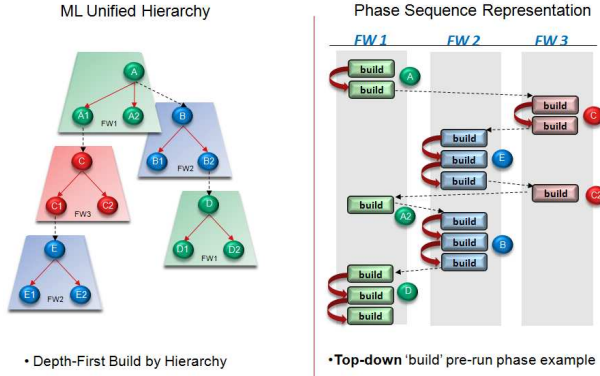 ML Unified Hierarchy
A
A1
A2
FW1
B
B1
B2
FW2
C
C1
C2
FW3
D
D1
D2
FW1
E
E1
E2
FW2
• Depth-First Build by Hierarchy
Phase Sequence Representation
FW 1 FW 2 FW 3
build
build
A
build
build
C
build
build
build
E
build
C2
build
A2
build
build
build
B
build
build
build
D
•Top-down 'build' pre-run phase example